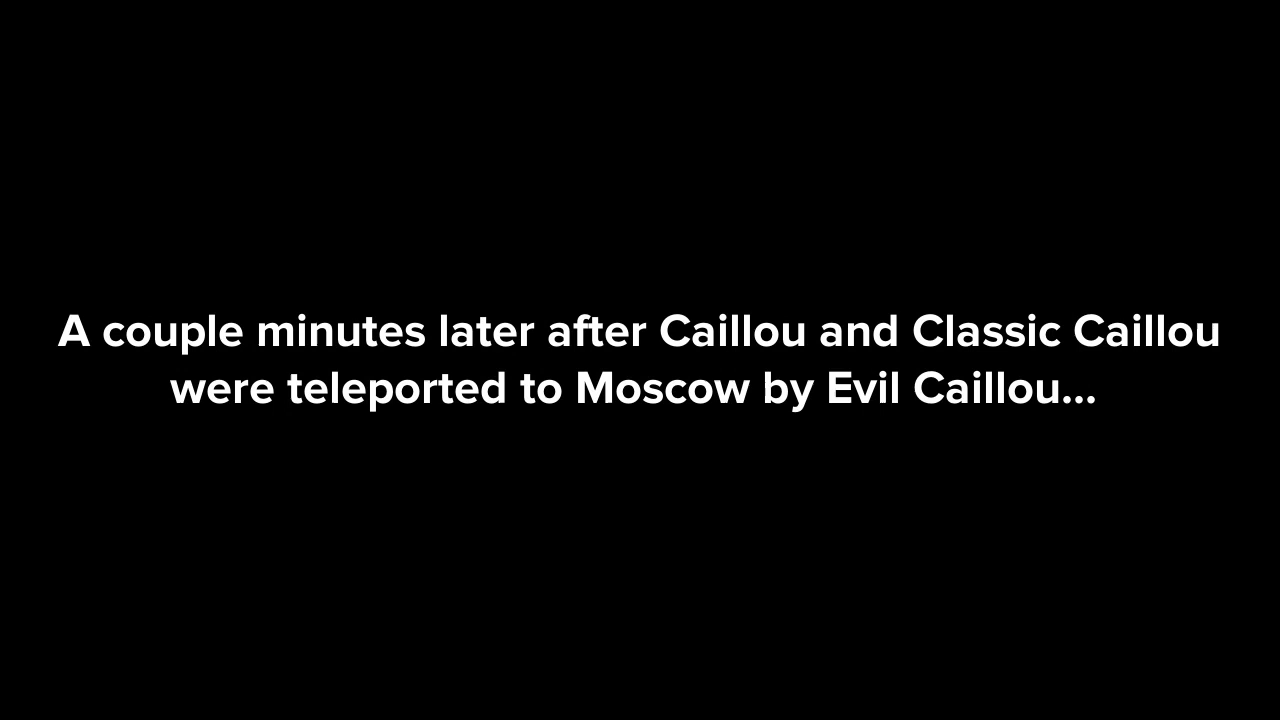 A couple minutes later after Caillou and Classic Caillou
were teleported to Moscow by Evil Caillou...